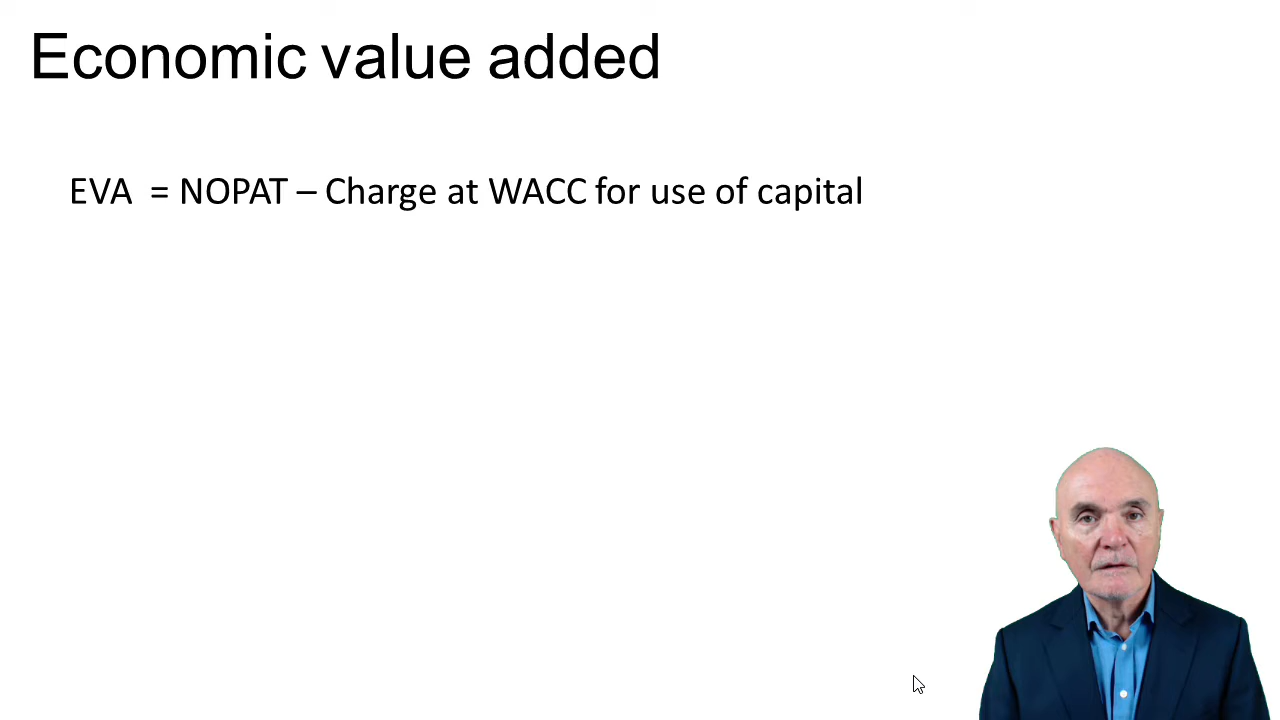 Economic value added
EVA = NOPAT – Charge at WACC for use of capital